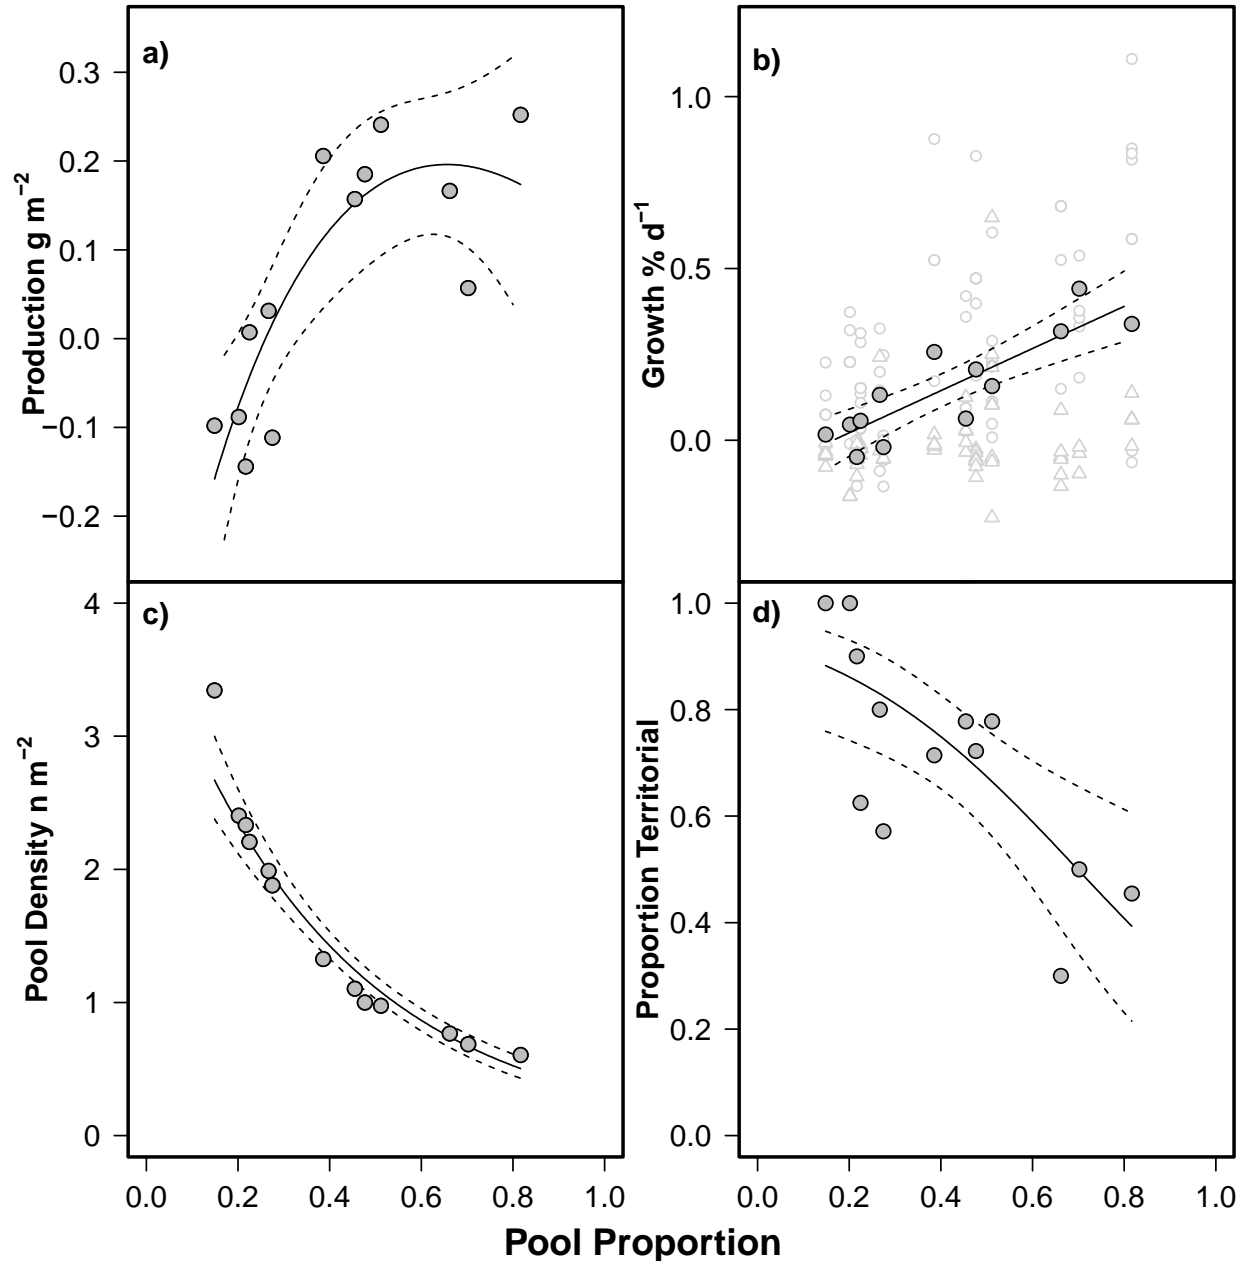 a)
0.3
0.2
0.1
0.0
−0.1
−0.2
Production g m−2
b)
1.0
0.5
0.0
Growth % d−1
c)
4
3
2
1
0
Pool Density n m−2
0.0 0.2 0.4 0.6 0.8 1.0
d)
1.0
0.8
0.6
0.4
0.2
0.0
Proportion Territorial
0.0 0.2 0.4 0.6 0.8 1.0
Pool Proportion